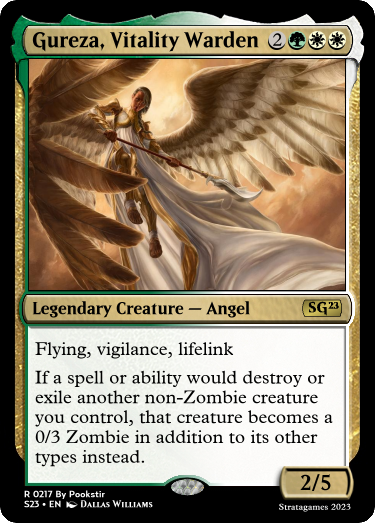 Gureza, Vitality Warden 2
Legendary Creature — Angel SG23
Flying, vigilance, lifelink
If a spell or ability would destroy or
exile another non-Zombie creature
you control, that creature becomes a
0/3 Zombie in addition to its other
types instead.
2/5
R 0217 By Pookstir
S23 • EN Dallas Williams
Stratagames 2023